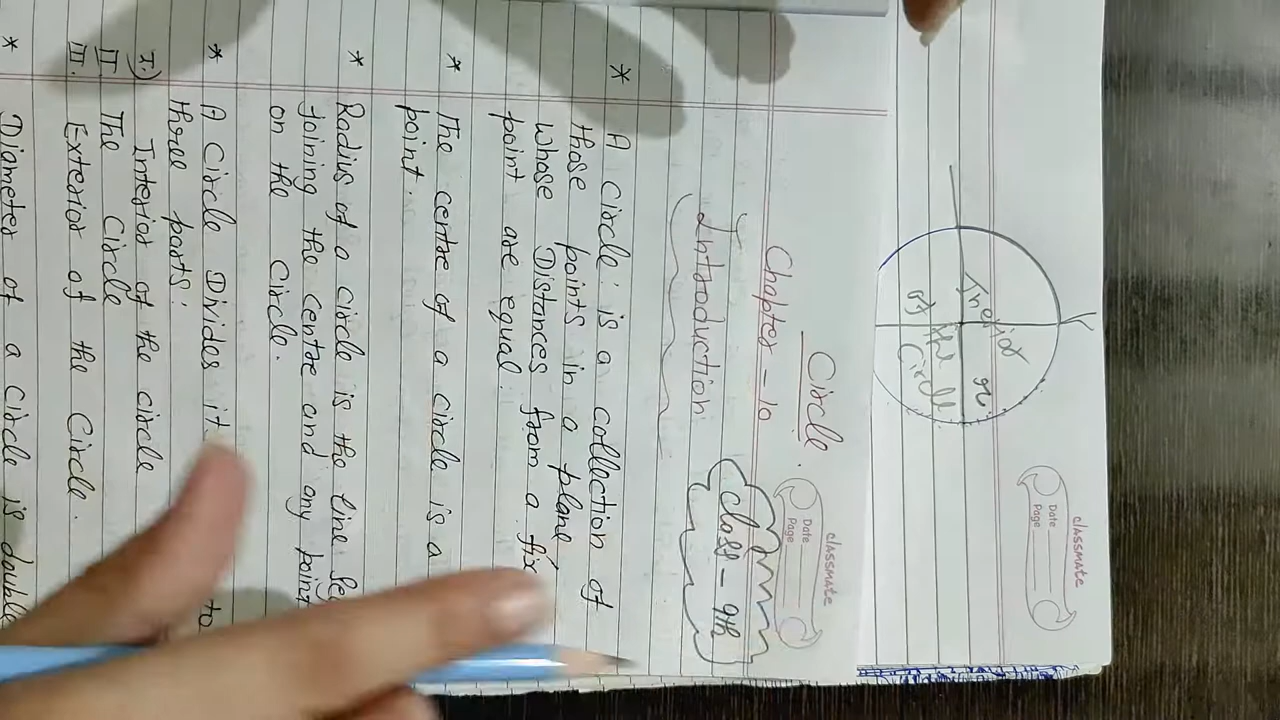 classmate
Date
Page
Interior
of the
Circle
r
classmate
Date
Page
Circle.
Chapter-10
Class-9th
Introduction
* A circle is a collection of
those points in a plane
whose Distances from a
point are equal.
* The centre of a circle is a
point.
* Radius of a circle is the line
joining the centre and any point
on the circle.
* A Circle Divides it to
three parts:
I.) Interior of the circle
II The Circle
III. Exterior of the Circle.
* Diameter of a circle is double